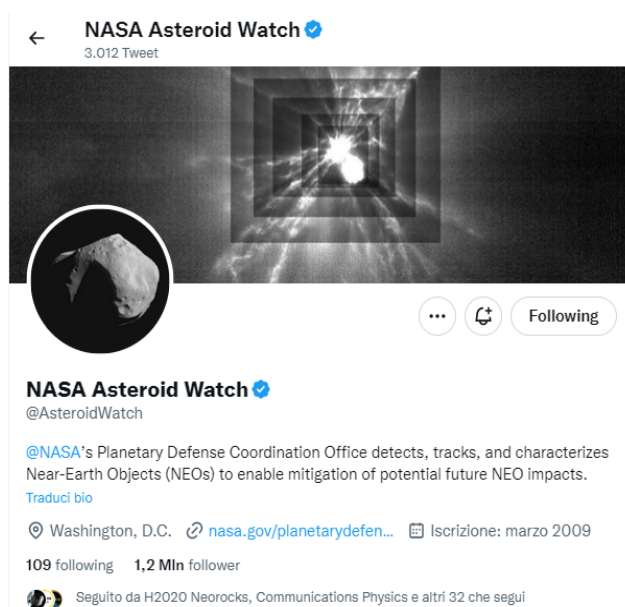 NASA Asteroid Watch
3.012 Tweet
Following
NASA Asteroid Watch
@AsteroidWatch
@NASA's Planetary Defense Coordination Office detects, tracks, and characterizes
Near-Earth Objects (NEOs) to enable mitigation of potential future NEO impacts.
Traduci bio
Washington, D.C. nasa.gov/planetarydefen... Iscrizione: marzo 2009
109 following 1,2 Mln follower
Seguito da H2020 Neorocks, Communications Physics e altri 32 che segui